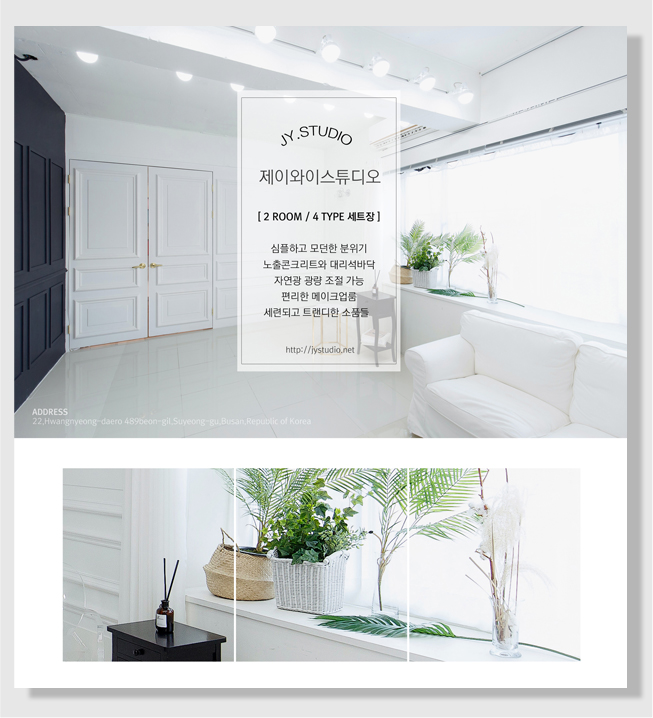 JY.STUDIO
제이와이스튜디오
[ 2 ROOM / 4 TYPE 세트장 ]
심플하고 모던한 분위기
노출콘크리트와 대리석바닥
자연광 광량 조절 가능
편리한 메이크업룸
세련되고 트랜디한 소품들
http://jystudio.net
ADDRESS
22,Hwangnyeong-daero 489beon-gil,Suyeong-gu,Busan,Republic of Korea